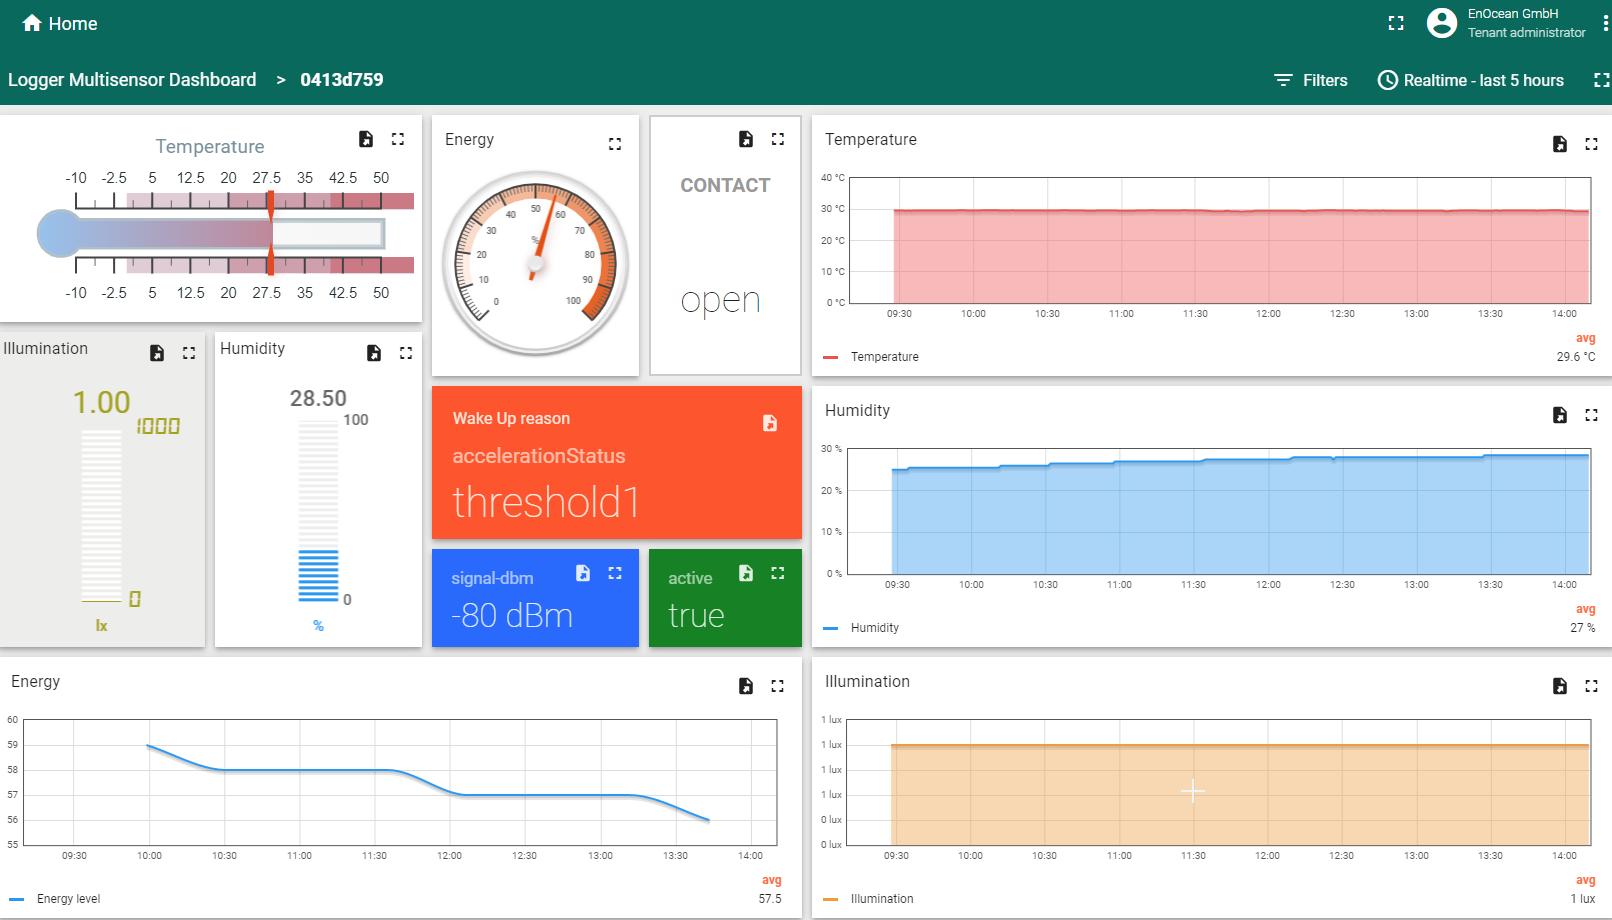 Home
EnOcean GmbH
Tenant administrator
Logger Multisensor Dashboard > 0413d759
Filters
Realtime - last 5 hours
Temperature
-10 -2.5 5 12.5 20 27.5 35 42.5 50
-10 -2.5 5 12.5 20 27.5 35 42.5 50
Energy
0 10 20 30 40 50 60 70 80 90 100
%
CONTACT
open
Temperature
40 °C
30 °C
20 °C
10 °C
0 °C
09:30 10:00 10:30 11:00 11:30 12:00 12:30 13:00 13:30 14:00
avg
Temperature 29.6 °C
Illumination
1.00
1000
0
lx
Humidity
28.50
100
0
%
Wake Up reason
accelerationStatus
threshold1
signal-dbm
-80 dBm
active
true
Humidity
30 %
20 %
10 %
0 %
09:30 10:00 10:30 11:00 11:30 12:00 12:30 13:00 13:30 14:00
avg
Humidity 27 %
Energy
60
59
58
57
56
55
09:30 10:00 10:30 11:00 11:30 12:00 12:30 13:00 13:30 14:00
avg
Energy level 57.5
Illumination
1 lux
1 lux
1 lux
1 lux
0 lux
0 lux
09:30 10:00 10:30 11:00 11:30 12:00 12:30 13:00 13:30 14:00
avg
Illumination 1 lux